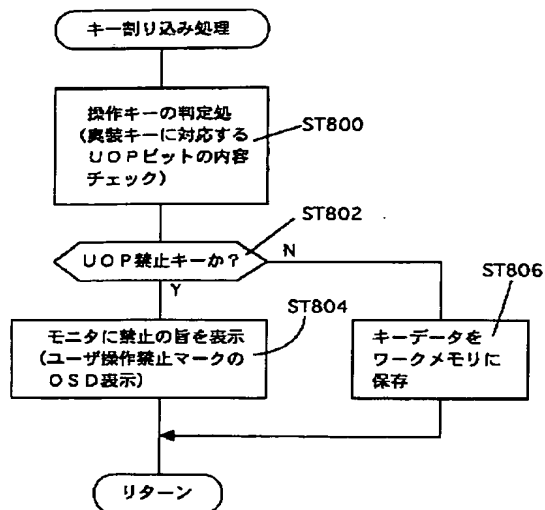 キー割り込み処理
操作キーの判定処
(実装キーに対応する
UOPビットの内容
チェック)
ST800
ST802
UOP禁止キーか?
N
Y
ST804
モニタに禁止の旨を表示
(ユーザ操作禁止マークの
OSD表示)
ST806
キーデータを
ワークメモリに
保存
リターン